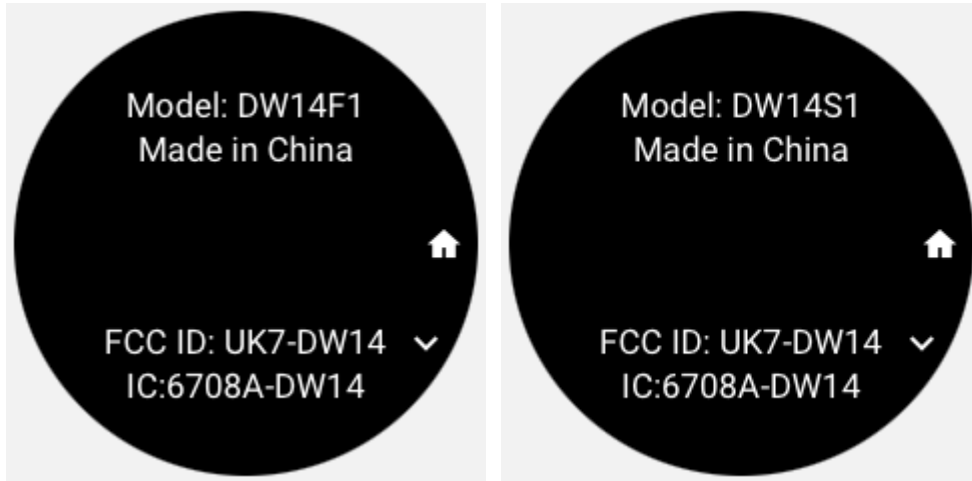 Model: DW14F1
Made in China
FCC ID: UK7-DW14
IC:6708A-DW14
Model: DW14S1
Made in China
FCC ID: UK7-DW14
IC:6708A-DW14